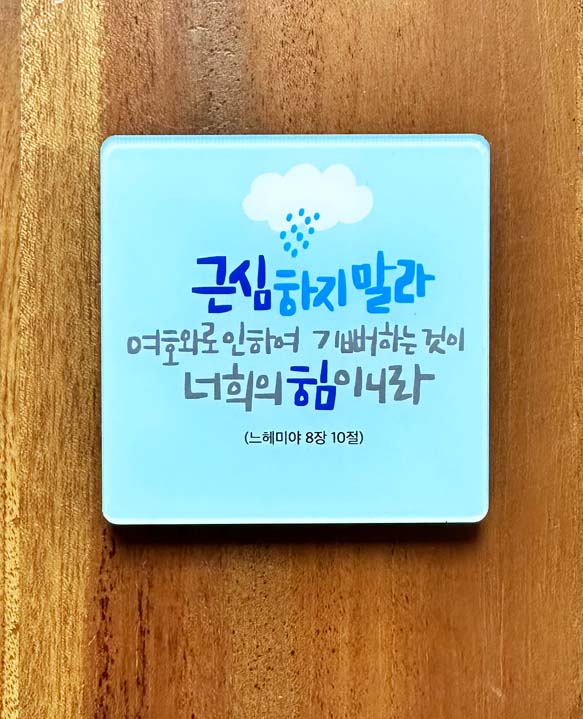 근심하지말라
여호와로 인하여 기뻐하는 것이
너희의 힘이니라
(느헤미야 8장 10절)